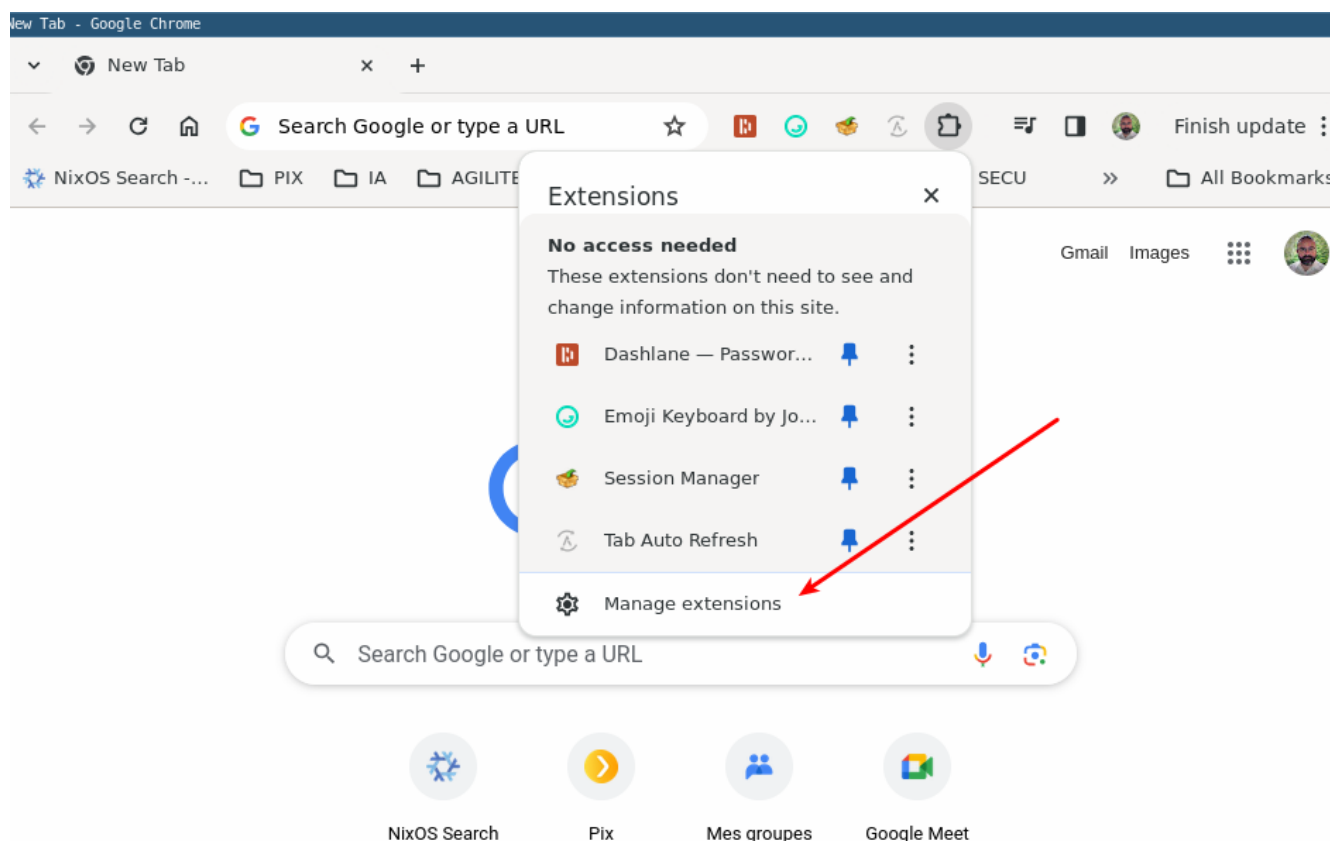 New Tab - Google Chrome
New Tab
Search Google or type a URL
Finish update
NixOS Search -...
PIX
IA
AGILITE
SECU
All Bookmarks
Extensions
No access needed
These extensions don't need to see and
change information on this site.
Dashlane — Passwor...
Emoji Keyboard by Jo...
Session Manager
Tab Auto Refresh
Manage extensions
Gmail
Images
Search Google or type a URL
NixOS Search
Pix
Mes groupes
Google Meet